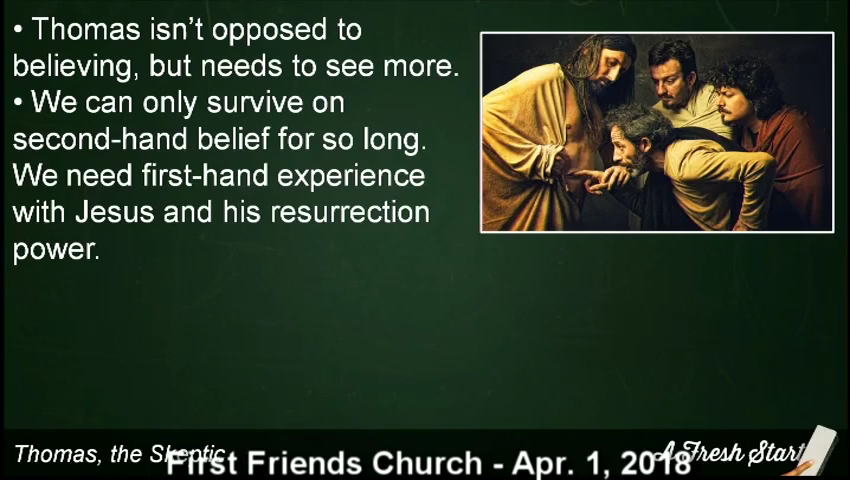 • Thomas isn't opposed to
believing, but needs to see more.
• We can only survive on
second-hand belief for so long.
We need first-hand experience
with Jesus and his resurrection
power.
Thomas, the Skeptic
A Fresh Start
First Friends Church - Apr. 1, 2018